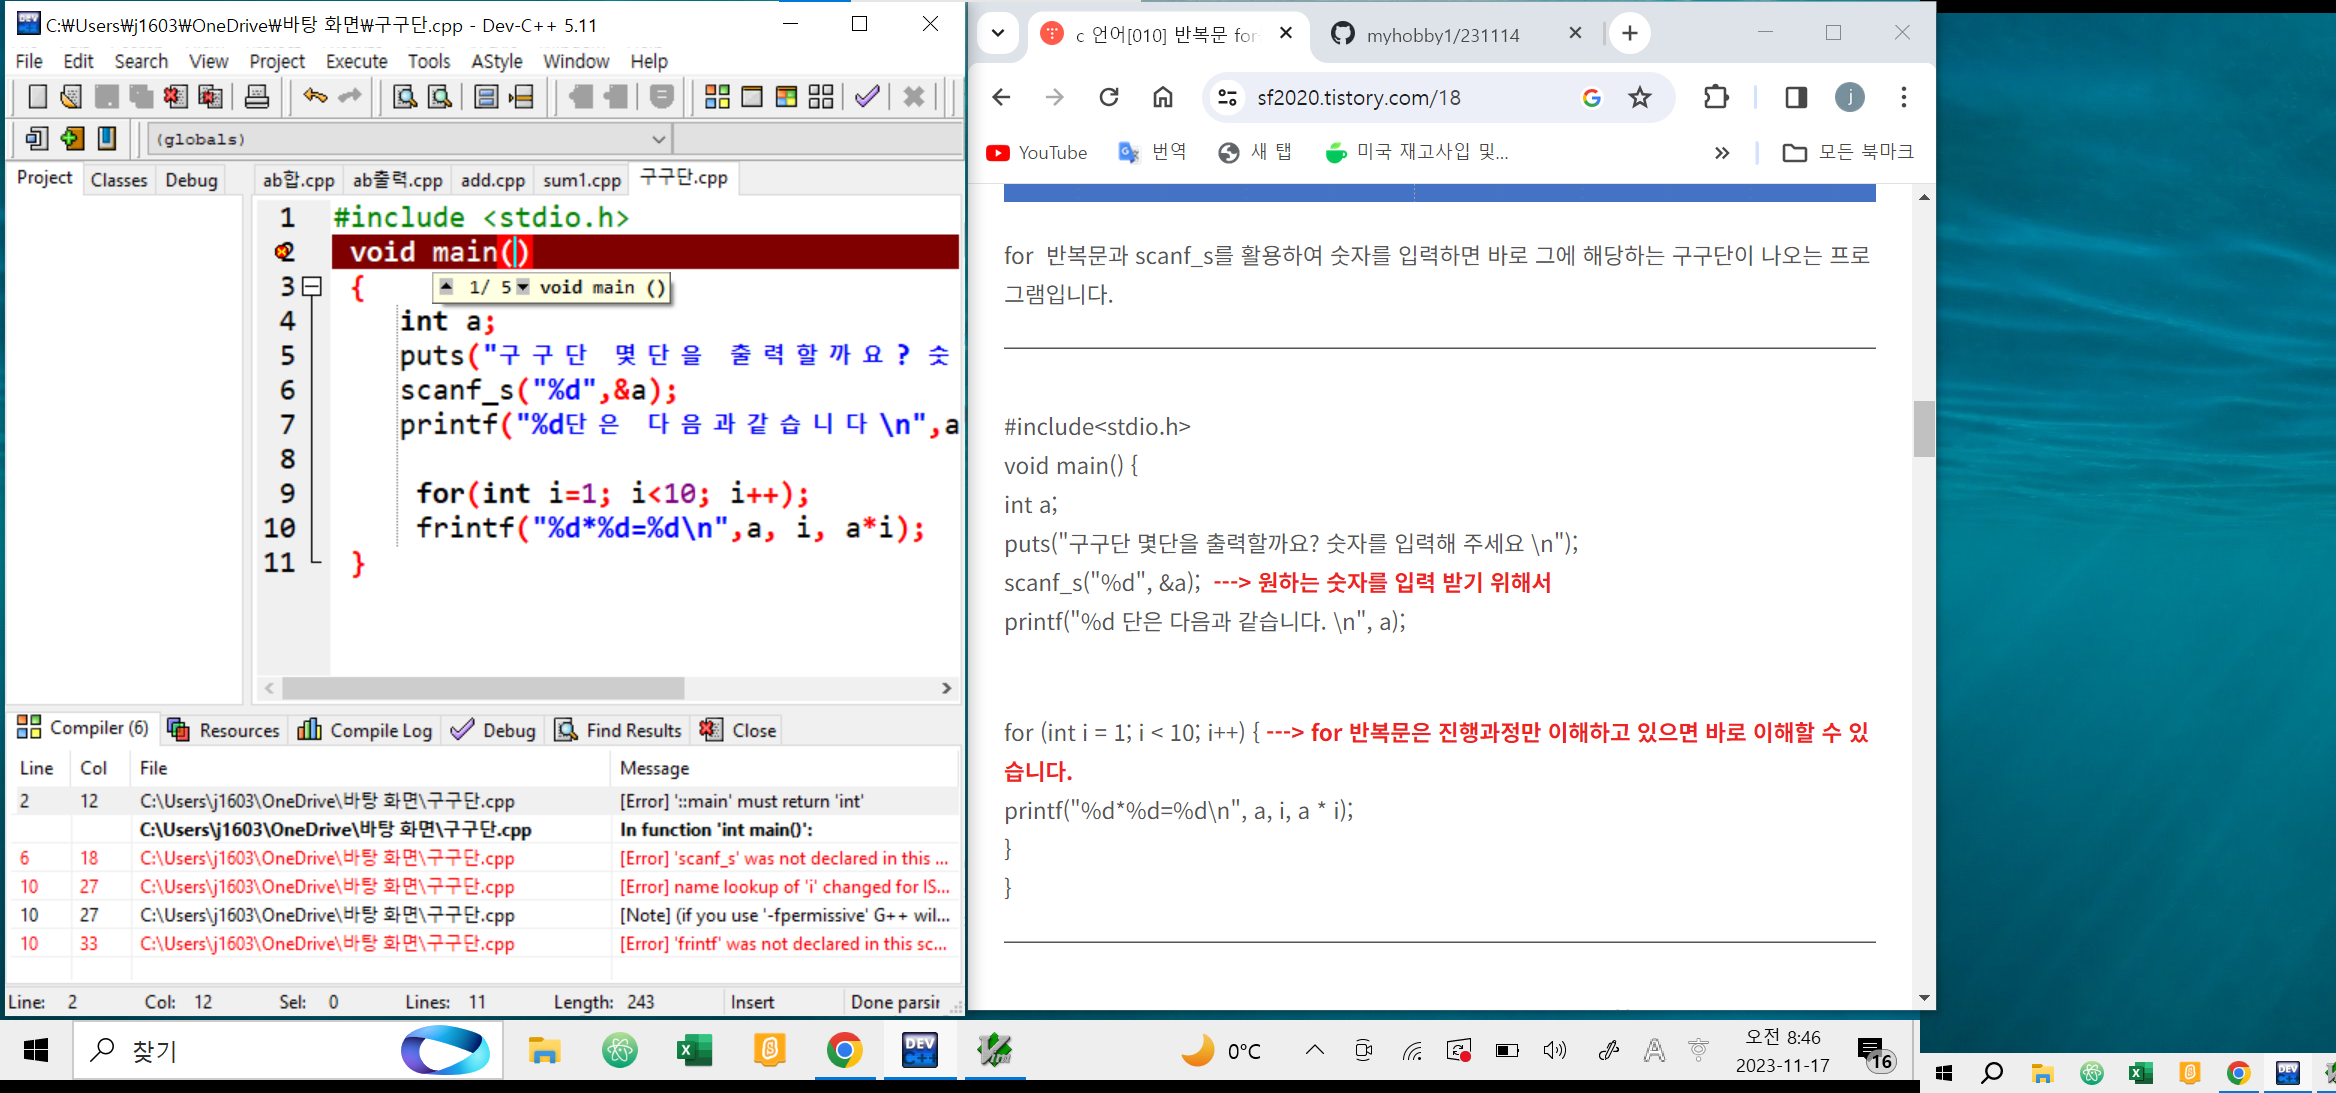 C:₩Users₩j1603₩OneDrive₩바탕 화면₩구구단.cpp - Dev-C++ 5.11
File Edit Search View Project Execute Tools AStyle Window Help
(globals)
Project Classes Debug
ab합.cpp ab출력.cpp add.cpp sum1.cpp 구구단.cpp
1 #include <stdio.h>
2 void main()
1/ 5 void main ()
3 {
4 int a;
5 puts("구구단 몇단을 출력할까요? 숫
6 scanf_s("%d",&a);
7 printf("%d단은 다음과같습니다\n",a
8
9 for(int i=1; i<10; i++);
10 frintf("%d*%d=%d\n",a, i, a*i);
11 }
Compiler (6) Resources Compile Log Debug Find Results Close
Line Col File Message
2 12 C:\Users\j1603\OneDrive\바탕 화면\구구단.cpp [Error] '::main' must return 'int'
C:\Users\j1603\OneDrive\바탕 화면\구구단.cpp In function 'int main()':
6 18 C:\Users\j1603\OneDrive\바탕 화면\구구단.cpp [Error] 'scanf_s' was not declared in this ...
10 27 C:\Users\j1603\OneDrive\바탕 화면\구구단.cpp [Error] name lookup of 'i' changed for IS...
10 27 C:\Users\j1603\OneDrive\바탕 화면\구구단.cpp [Note] (if you use '-fpermissive' G++ wil...
10 33 C:\Users\j1603\OneDrive\바탕 화면\구구단.cpp [Error] 'frintf' was not declared in this sc...
Line: 2 Col: 12 Sel: 0 Lines: 11 Length: 243 Insert Done parsin
c 언어[010] 반복문 for myhobby1/231114
sf2020.tistory.com/18
j
YouTube 번역 새 탭 미국 재고사입 및... » 모든 북마크
for 반복문과 scanf_s를 활용하여 숫자를 입력하면 바로 그에 해당하는 구구단이 나오는 프로
그램입니다.
#include<stdio.h>
void main() {
int a;
puts("구구단 몇단을 출력할까요? 숫자를 입력해 주세요 \n");
scanf_s("%d", &a); ---> 원하는 숫자를 입력 받기 위해서
printf("%d 단은 다음과 같습니다. \n", a);
for (int i = 1; i < 10; i++) { ---> for 반복문은 진행과정만 이해하고 있으면 바로 이해할 수 있
습니다.
printf("%d*%d=%d\n", a, i, a * i);
}
}
찾기
DEV C++
0°C
오전 8:46
2023-11-17
16